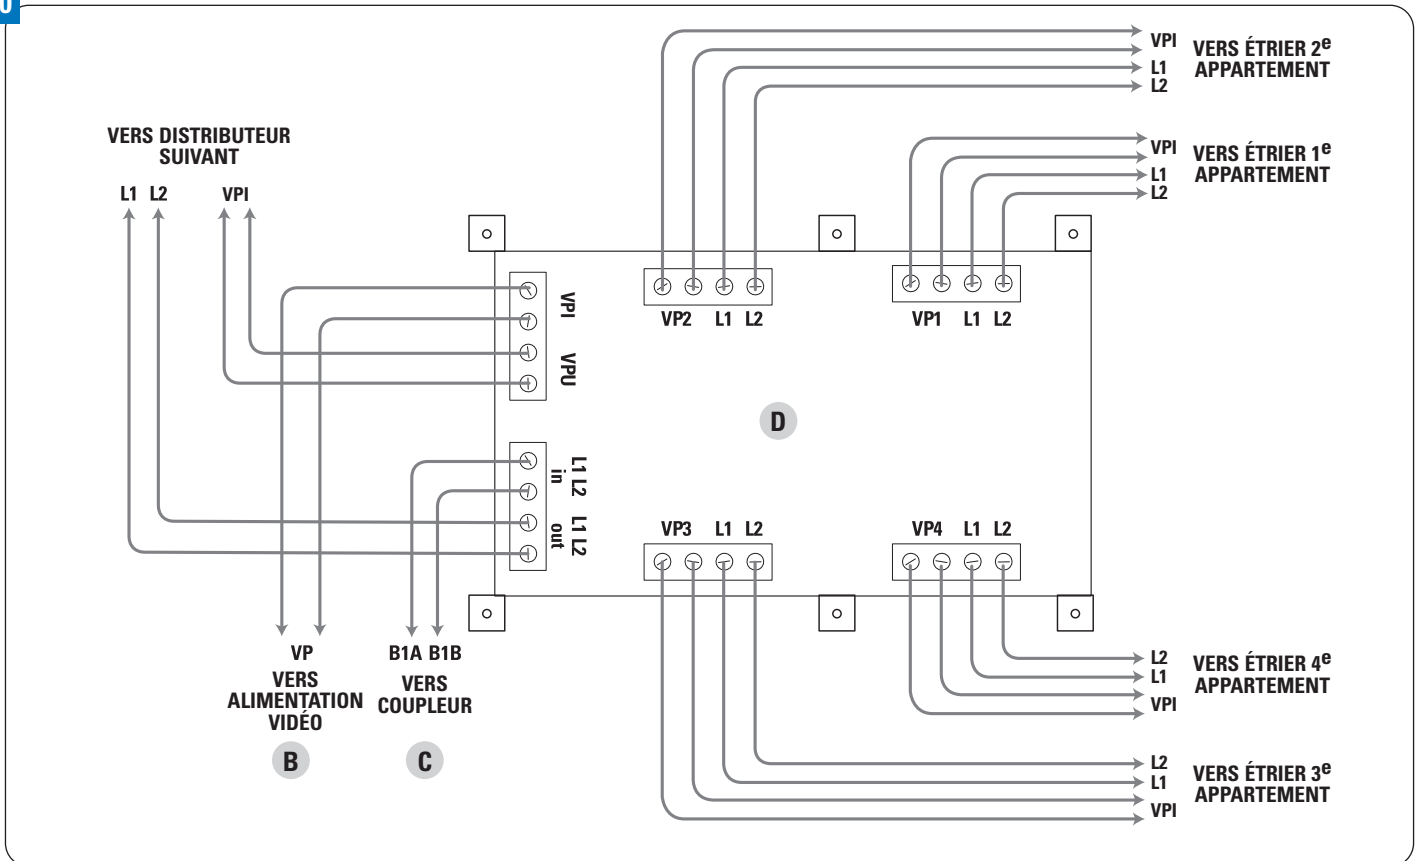 0
VPI
L1
L2
VERS ÉTRIER 2e
APPARTEMENT
VERS DISTRIBUTEUR
SUIVANT
L1 L2 VPI
VPI
L1
L2
VERS ÉTRIER 1e
APPARTEMENT
VPI
VPU
VP2 L1 L2
VP1 L1 L2
D
L1 L2
in
L1 L2
out
VP3 L1 L2
VP4 L1 L2
VP
VERS
ALIMENTATION
VIDÉO
B
B1A B1B
VERS
COUPLEUR
C
L2
L1
VPI
VERS ÉTRIER 4e
APPARTEMENT
L2
L1
VPI
VERS ÉTRIER 3e
APPARTEMENT